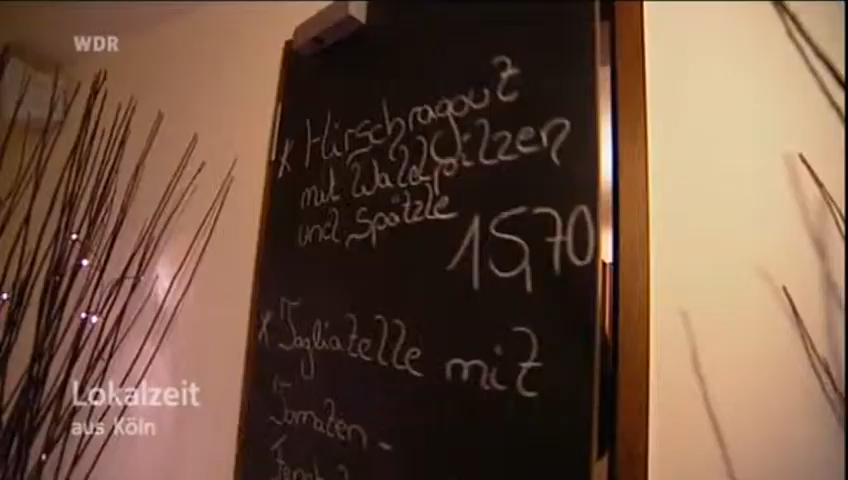 WDR
x Hirschragout
mit Waldpilzen
und Spätzle
15,70
x Tagliatelle mit
Tomaten-
Lokalzeit
aus Köln